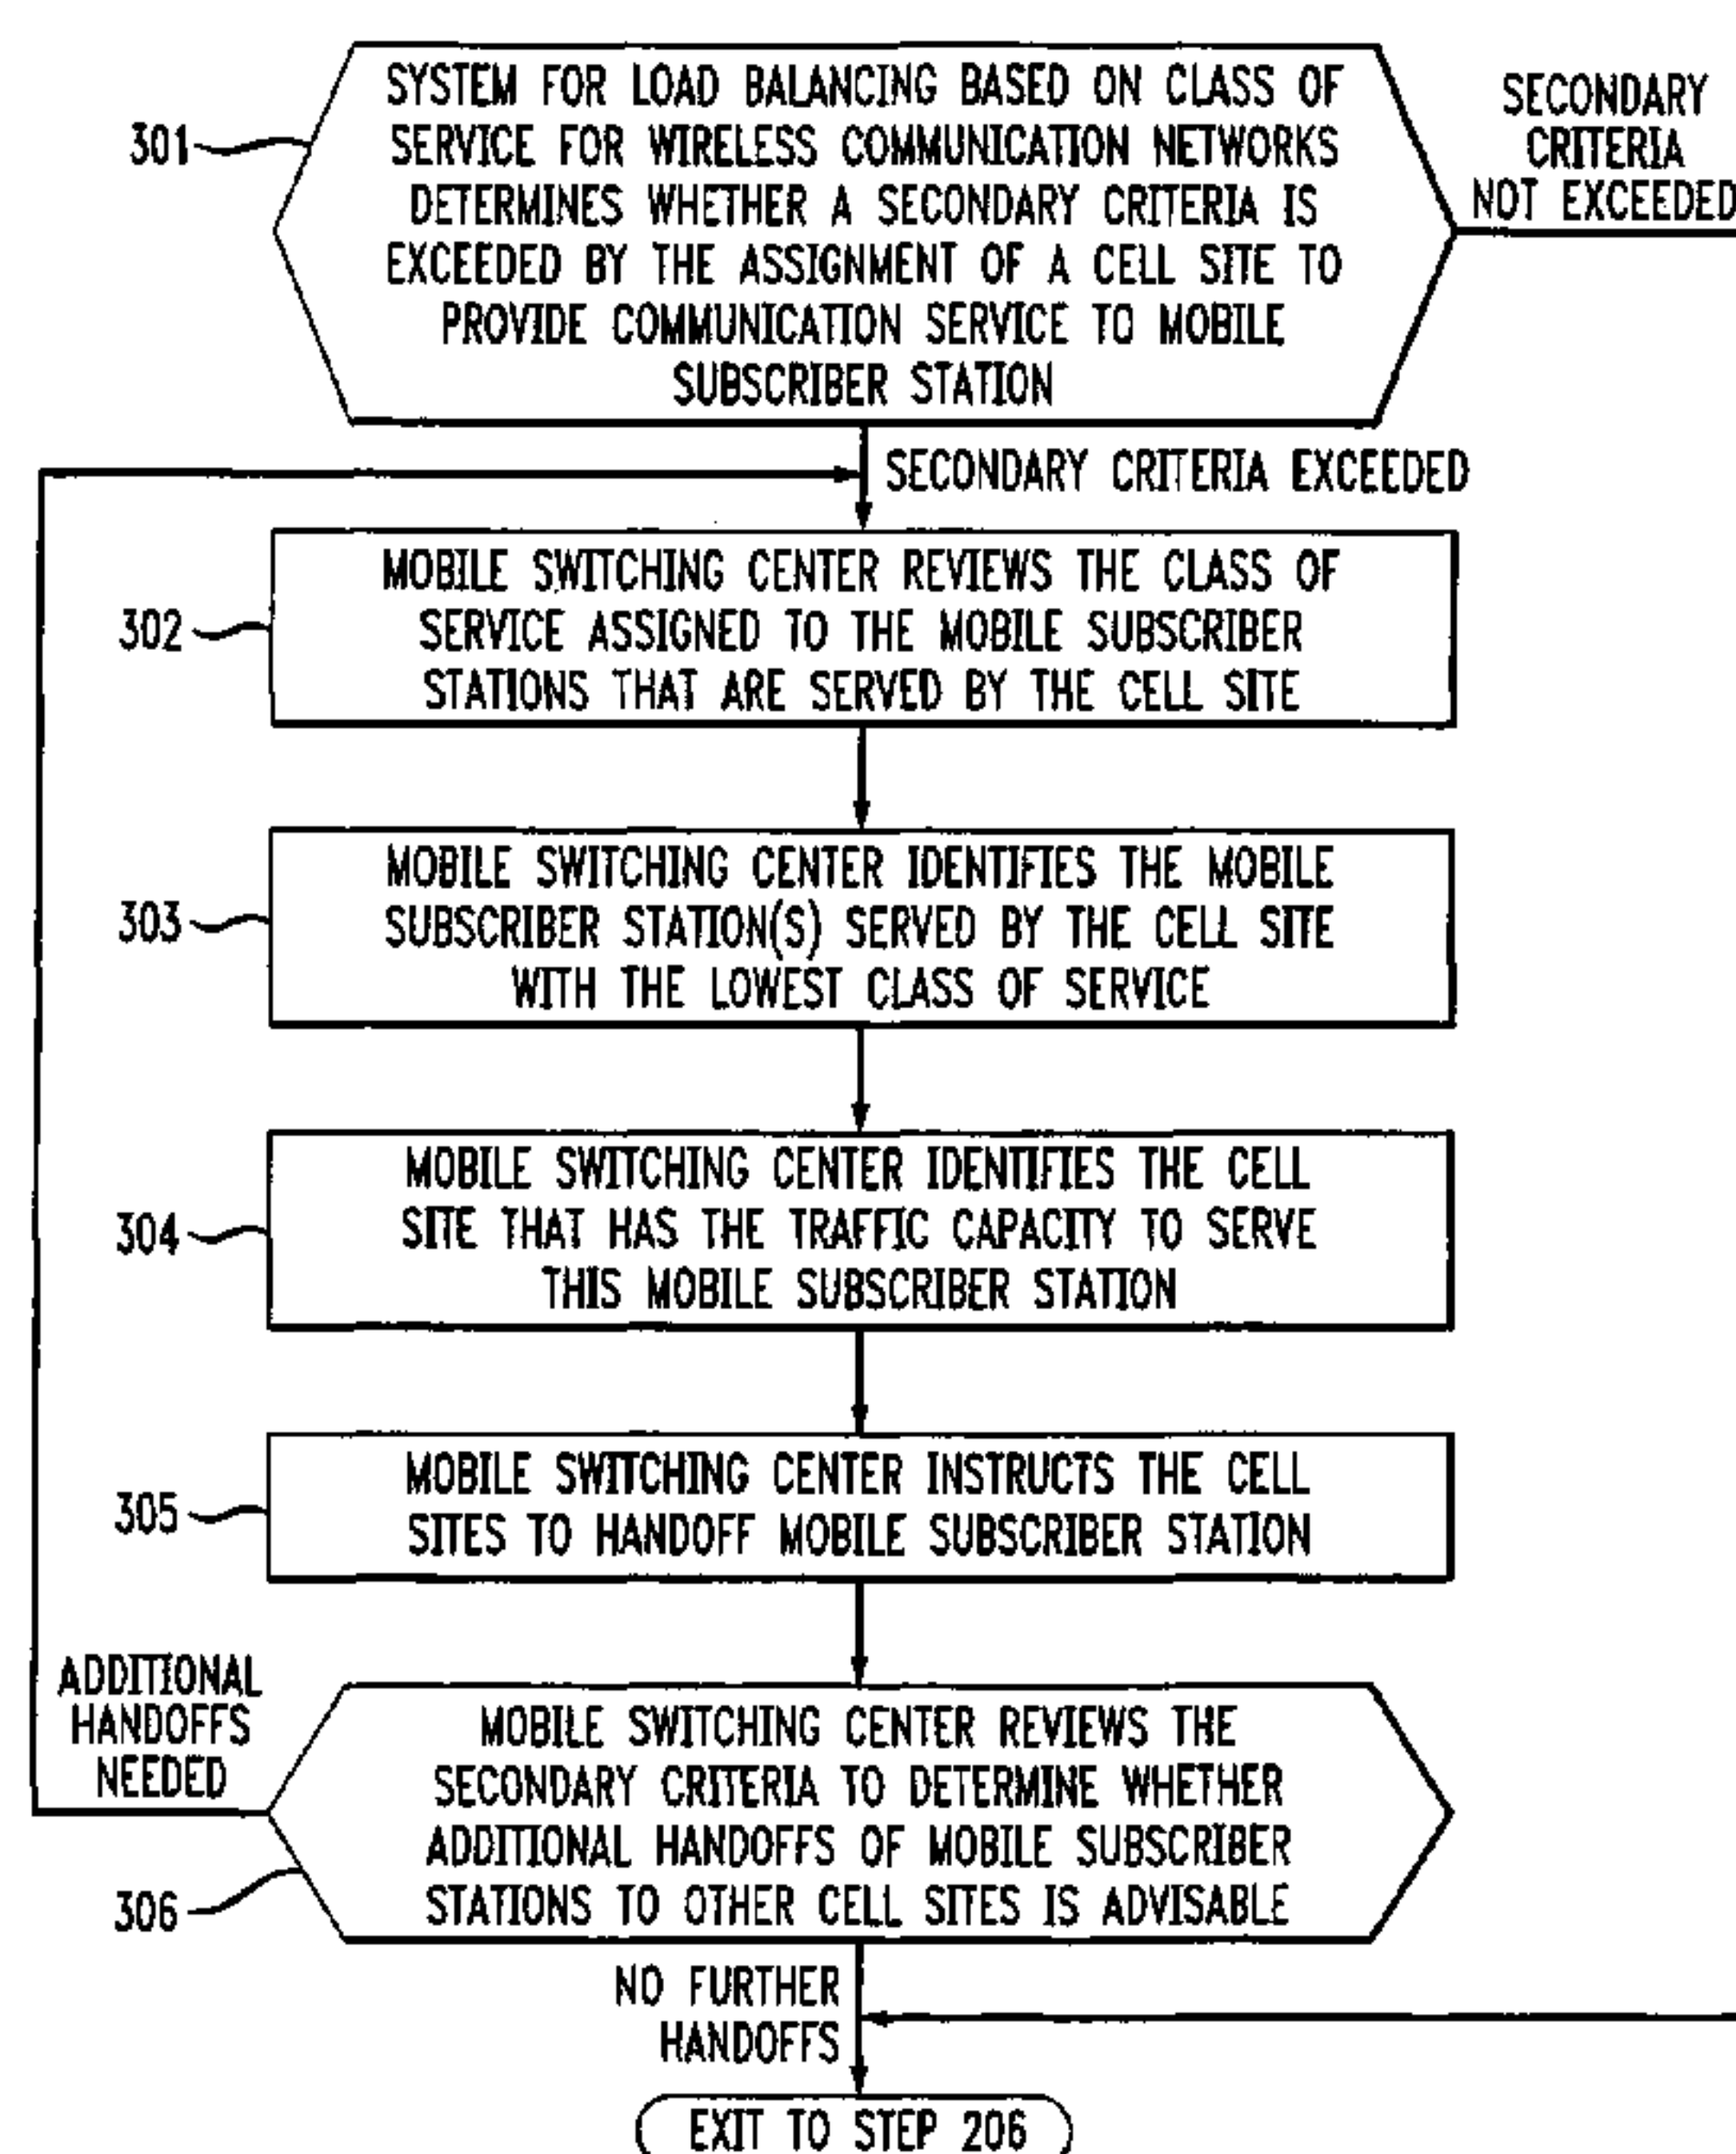 301
SYSTEM FOR LOAD BALANCING BASED ON CLASS OF
SERVICE FOR WIRELESS COMMUNICATION NETWORKS
DETERMINES WHETHER A SECONDARY CRITERIA IS
EXCEEDED BY THE ASSIGNMENT OF A CELL SITE TO
PROVIDE COMMUNICATION SERVICE TO MOBILE
SUBSCRIBER STATION
SECONDARY
CRITERIA
NOT EXCEEDED
SECONDARY CRITERIA EXCEEDED
302
MOBILE SWITCHING CENTER REVIEWS THE CLASS OF
SERVICE ASSIGNED TO THE MOBILE SUBSCRIBER
STATIONS THAT ARE SERVED BY THE CELL SITE
303
MOBILE SWITCHING CENTER IDENTIFIES THE MOBILE
SUBSCRIBER STATION(S) SERVED BY THE CELL SITE
WITH THE LOWEST CLASS OF SERVICE
304
MOBILE SWITCHING CENTER IDENTIFIES THE CELL
SITE THAT HAS THE TRAFFIC CAPACITY TO SERVE
THIS MOBILE SUBSCRIBER STATION
305
MOBILE SWITCHING CENTER INSTRUCTS THE CELL
SITES TO HANDOFF MOBILE SUBSCRIBER STATION
ADDITIONAL
HANDOFFS
NEEDED
306
MOBILE SWITCHING CENTER REVIEWS THE
SECONDARY CRITERIA TO DETERMINE WHETHER
ADDITIONAL HANDOFFS OF MOBILE SUBSCRIBER
STATIONS TO OTHER CELL SITES IS ADVISABLE
NO FURTHER
HANDOFFS
EXIT TO STEP 206